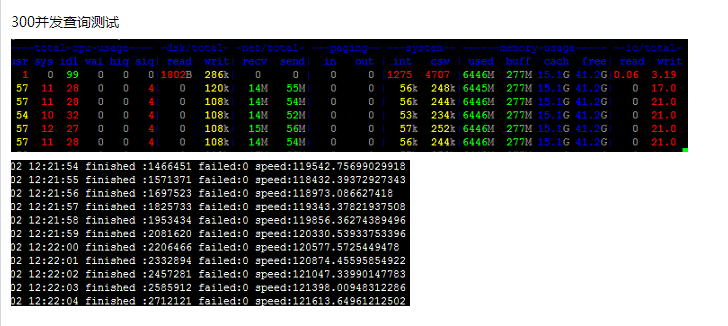 300并发查询测试
----total-cpu-usage---- -dsk/total- -net/total- ---paging-- ---system-- ------memory-usage----- --io/total-
usr sys idl wai hiq siq| read writ| recv send| in out | int csw | used buff cach free| read writ
1 0 99 0 0 0|1802B 286k| 0 0 | 0 0 |1275 4707 |6446M 277M 15.1G 41.2G|0.06 3.19
57 11 28 0 0 4| 0 120k| 14M 55M| 0 0 | 56k 248k|6445M 277M 15.1G 41.2G| 0 17.0
57 11 28 0 0 4| 0 108k| 14M 54M| 0 0 | 56k 248k|6446M 277M 15.1G 41.2G| 0 21.0
54 10 32 0 0 4| 0 108k| 14M 52M| 0 0 | 53k 234k|6446M 277M 15.1G 41.2G| 0 21.0
57 12 27 0 0 4| 0 108k| 15M 56M| 0 0 | 56k 252k|6446M 277M 15.1G 41.2G| 0 21.0
57 11 28 0 0 4| 0 108k| 14M 54M| 0 0 | 56k 244k|6446M 277M 15.1G 41.2G| 0 21.0
02 12:21:54 finished :1466451 failed:0 speed:119542.75699029918
02 12:21:55 finished :1571371 failed:0 speed:118432.39372927343
02 12:21:56 finished :1697523 failed:0 speed:118973.086627418
02 12:21:57 finished :1825733 failed:0 speed:119343.37821937508
02 12:21:58 finished :1953434 failed:0 speed:119856.36274389496
02 12:21:59 finished :2081620 failed:0 speed:120330.53933753396
02 12:22:00 finished :2206466 failed:0 speed:120577.5725449478
02 12:22:01 finished :2332894 failed:0 speed:120874.45595854922
02 12:22:02 finished :2457281 failed:0 speed:121047.33990147783
02 12:22:03 finished :2585912 failed:0 speed:121398.00948312286
02 12:22:04 finished :2712121 failed:0 speed:121613.64961212502